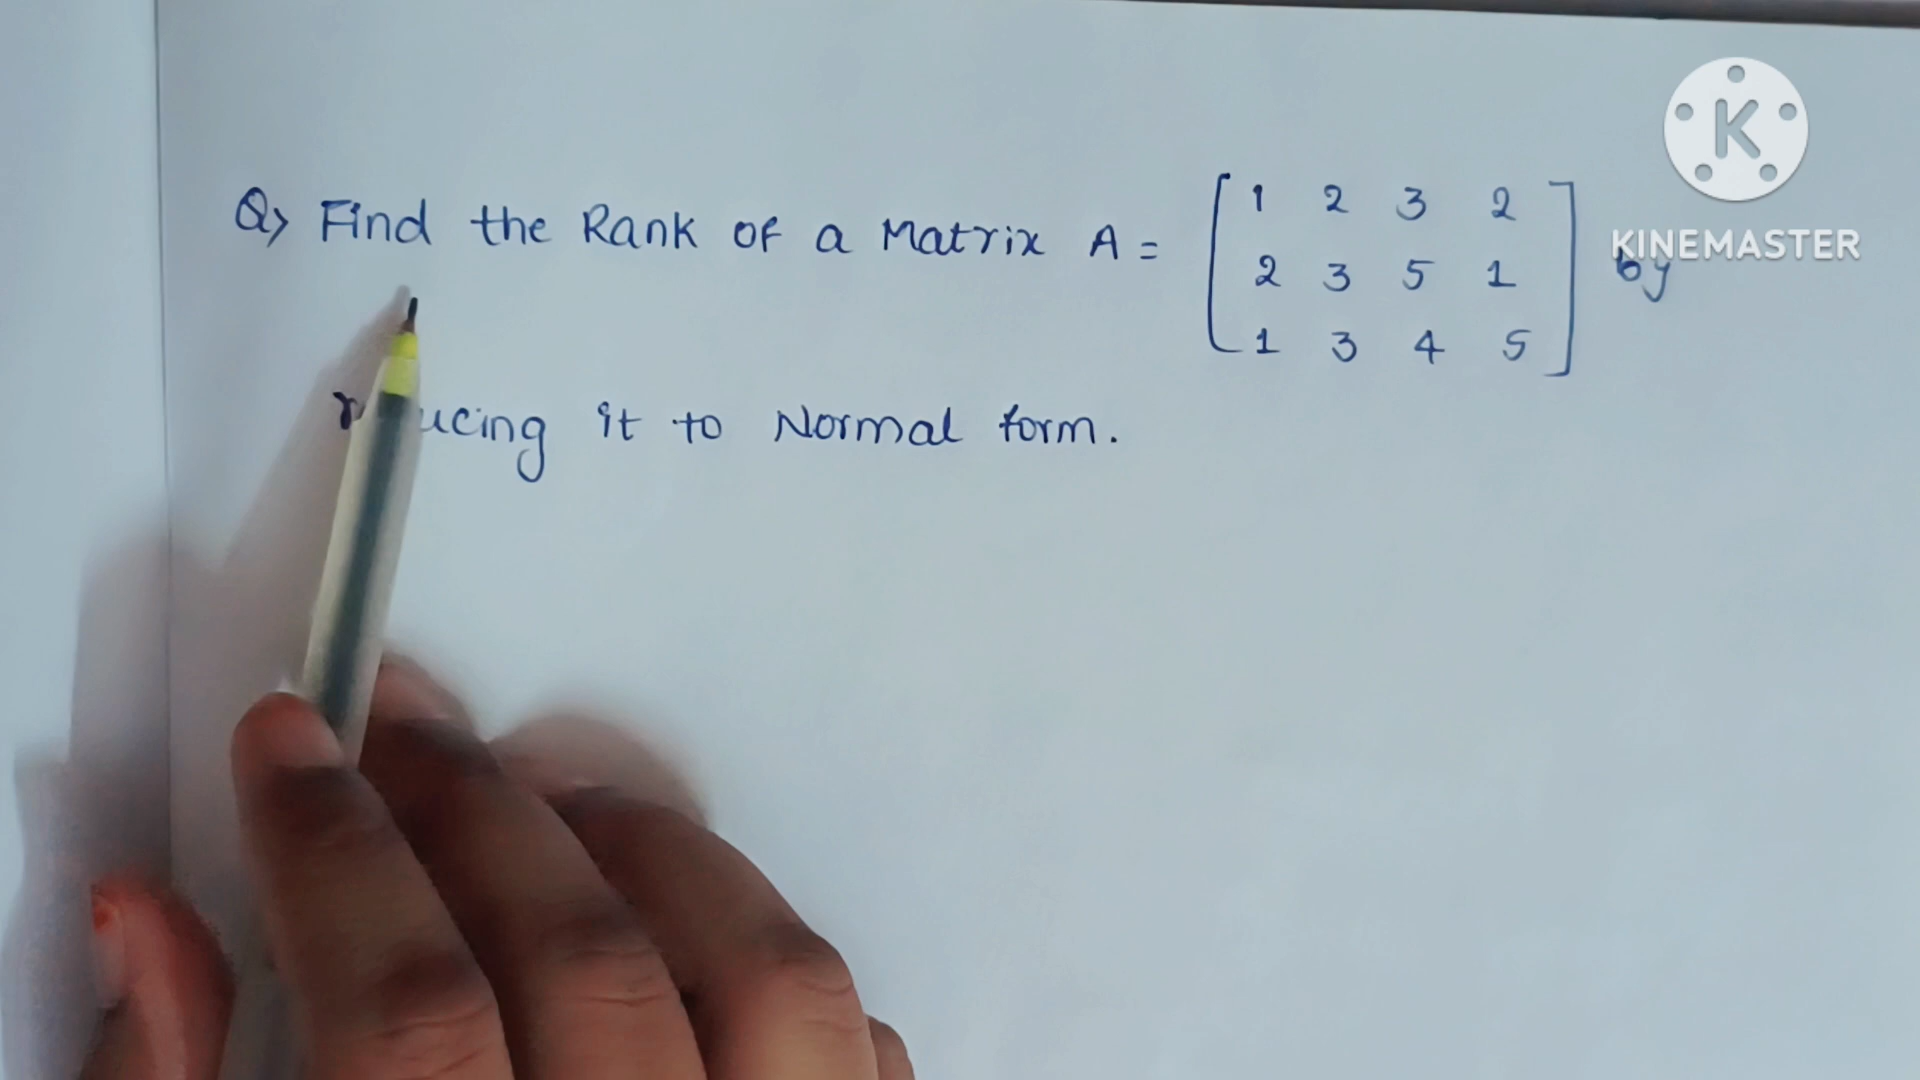 Q> Find the Rank of a Matrix A = [ 1 2 3 2
2 3 5 1
1 3 4 5 ] by
it to Normal form.
K
KINEMASTER